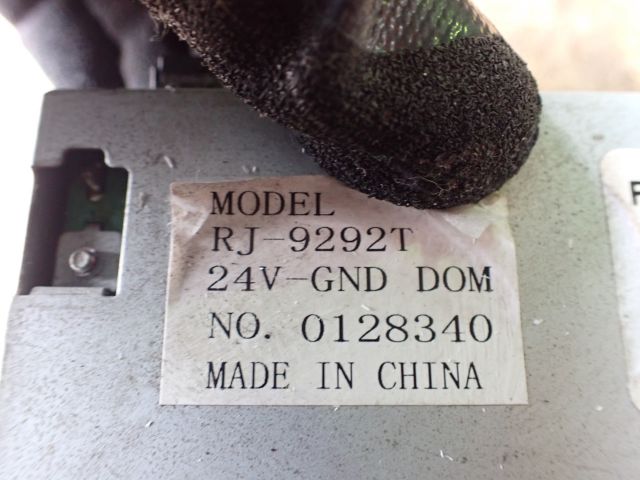 MODEL
RJ-9292T
24V-GND DOM
NO. 0128340
MADE IN CHINA